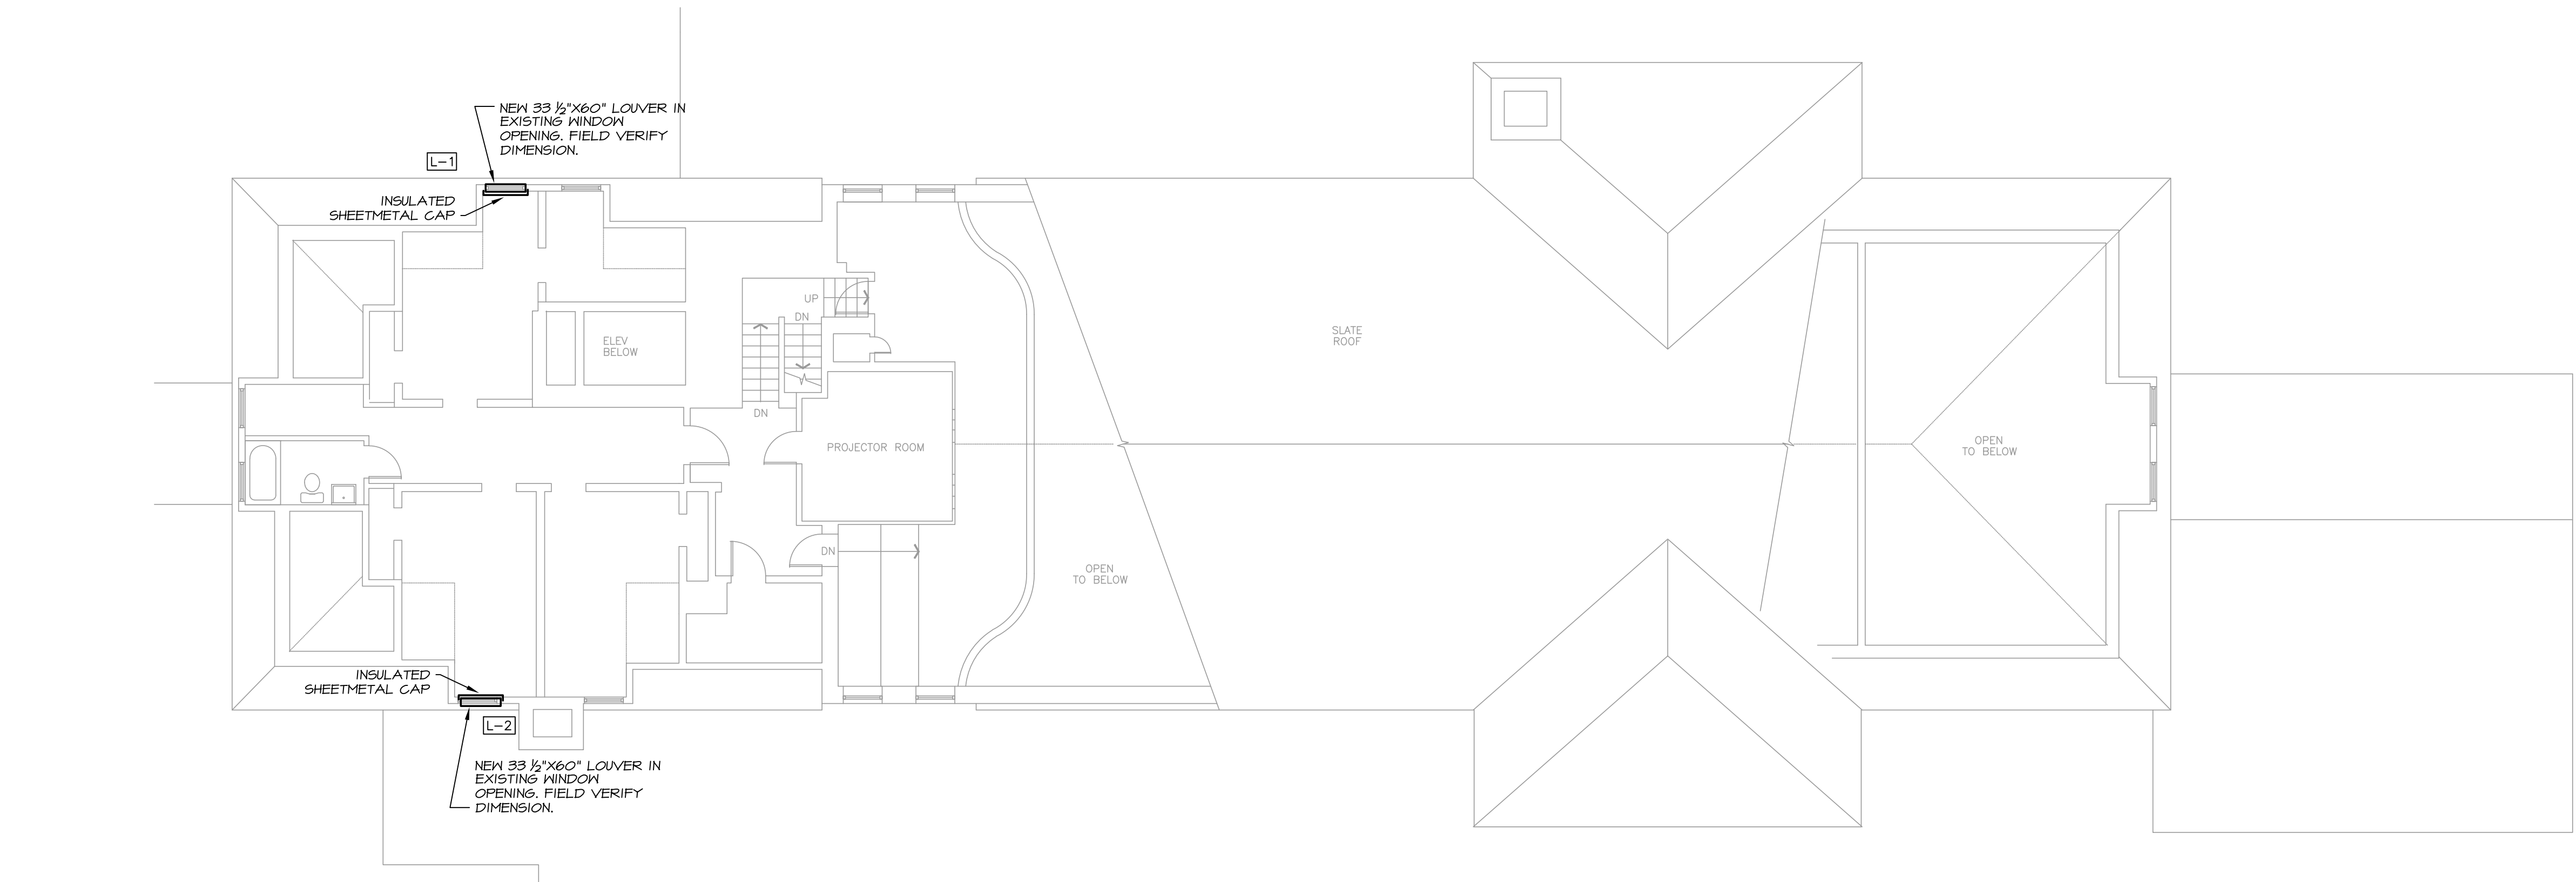 NEW 33 ½"X60" LOUVER IN
EXISTING WINDOW
OPENING. FIELD VERIFY
DIMENSION.
L-1
INSULATED
SHEETMETAL CAP
UP
DN
ELEV
BELOW
SLATE
ROOF
DN
PROJECTOR ROOM
OPEN
TO BELOW
DN
OPEN
TO BELOW
INSULATED
SHEETMETAL CAP
L-2
NEW 33 ½"X60" LOUVER IN
EXISTING WINDOW
OPENING. FIELD VERIFY
DIMENSION.